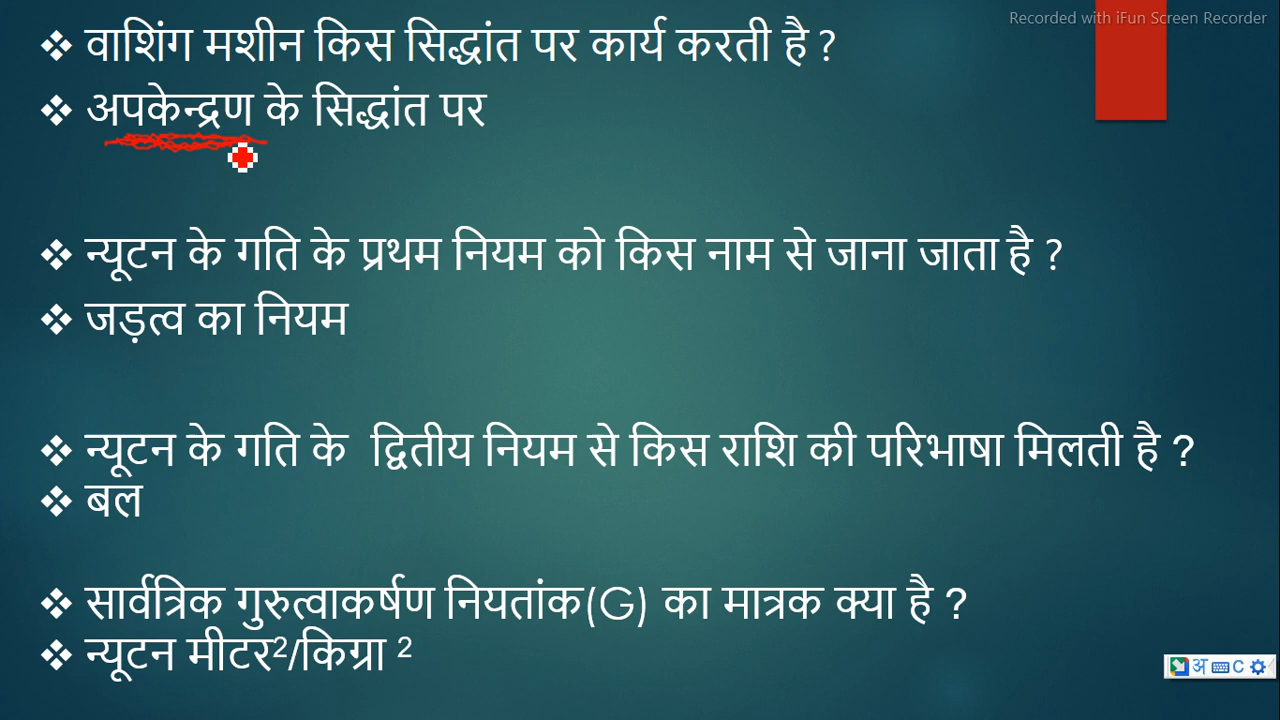 Recorded with iFun Screen Recorder
❖ वाशिंग मशीन किस सिद्धांत पर कार्य करती है ?
❖ अपकेन्द्रण के सिद्धांत पर
❖ न्यूटन के गति के प्रथम नियम को किस नाम से जाना जाता है ?
❖ जड़त्व का नियम
❖ न्यूटन के गति के द्वितीय नियम से किस राशि की परिभाषा मिलती है ?
❖ बल
❖ सार्वत्रिक गुरुत्वाकर्षण नियतांक(G) का मात्रक क्या है ?
❖ न्यूटन मीटर²/किग्रा ²
अ C